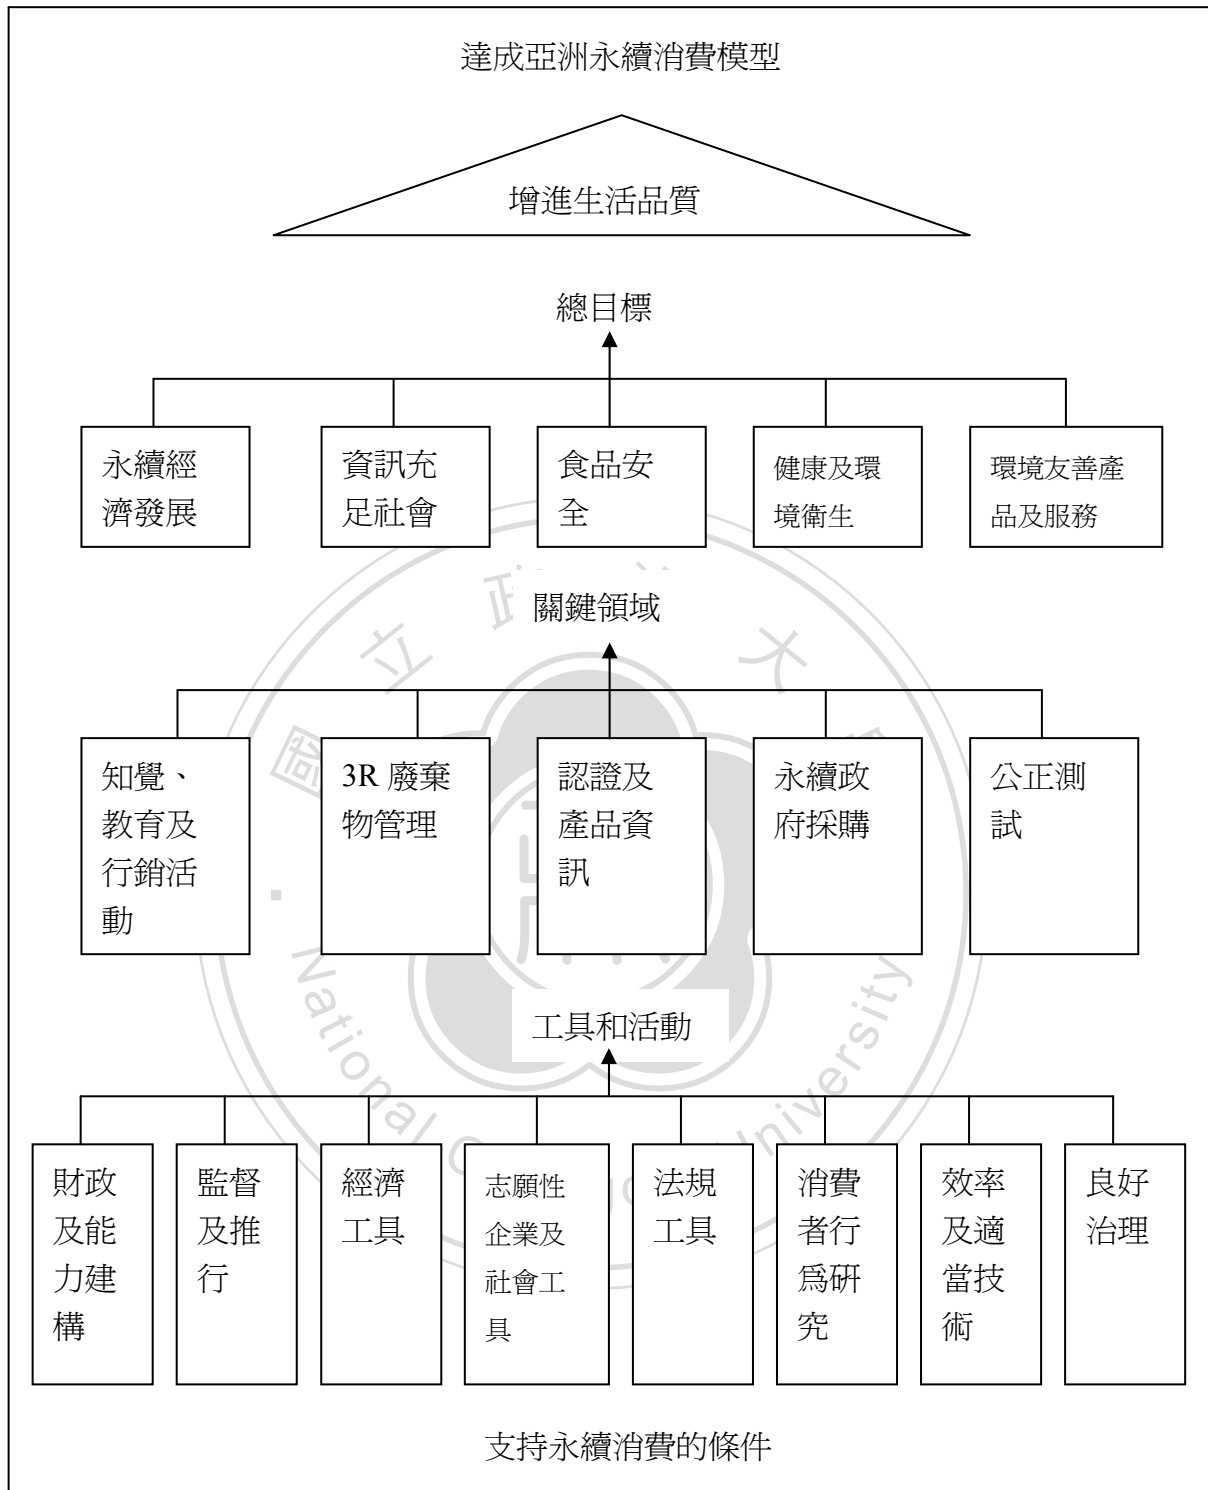 達成亞洲永續消費模型
增進生活品質
總目標
永續經
濟發展
資訊充
足社會
食品安
全
健康及環
境衛生
環境友善產
品及服務
關鍵領域
知覺、
教育及
行銷活
動
3R 廢棄
物管理
認證及
產品資
訊
永續政
府採購
公正測
試
工具和活動
財政
及能
力建
構
監督
及推
行
經濟
工具
志願性
企業及
社會工
具
法規
工具
消費
者行
為研
究
效率
及適
當技
術
良好
治理
支持永續消費的條件
國立政
大
National
University